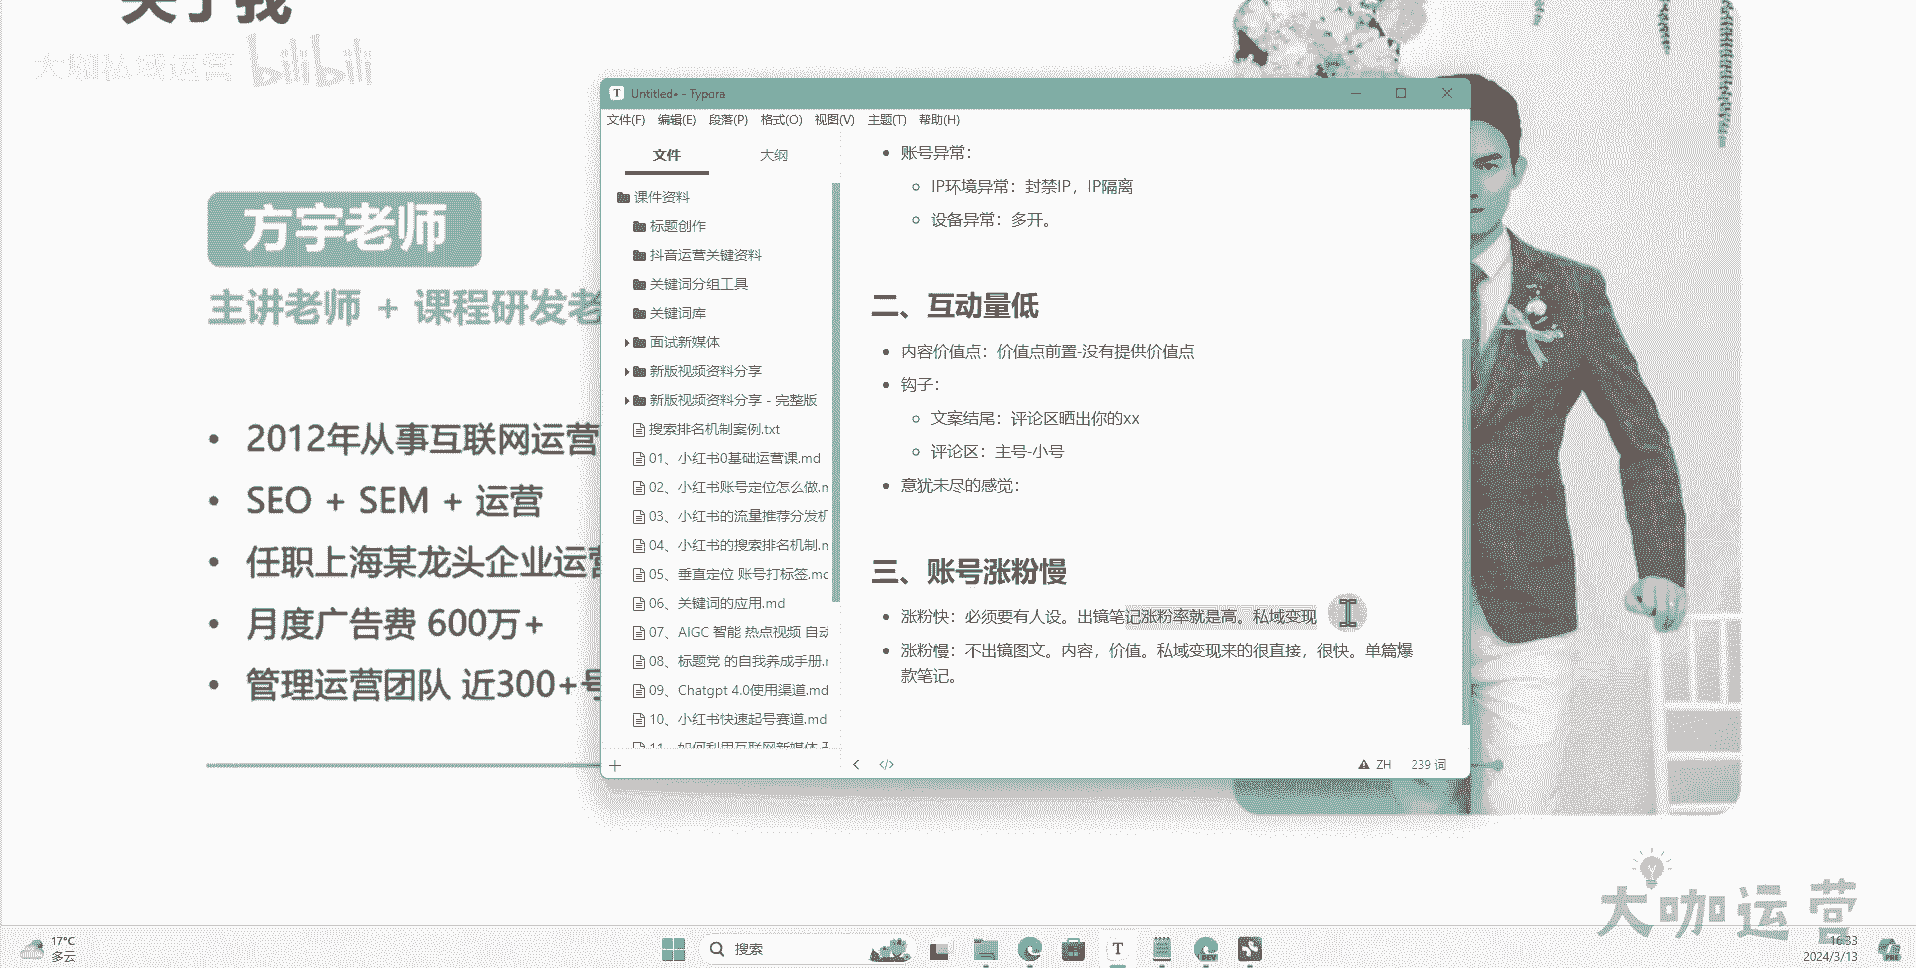 关于我
大咖私域运营 bilibili
方宇老师
主讲老师 + 课程研发老
• 2012年从事互联网运营
• SEO + SEM + 运营
• 任职上海某龙头企业运营
• 月度广告费 600万+
• 管理运营团队 近300+号
Untitled• - Typora
文件(F) 编辑(E) 段落(P) 格式(O) 视图(V) 主题(T) 帮助(H)
文件 大纲
课件资料
标题创作
抖音运营关键资料
关键词分组工具
关键词库
面试新媒体
新版视频资料分享
新版视频资料分享 - 完整版
搜索排名机制案例.txt
01、小红书0基础运营课.md
02、小红书账号定位怎么做.m
03、小红书的流量推荐分发机
04、小红书的搜索排名机制.m
05、垂直定位 账号打标签.md
06、关键词的应用.md
07、AIGC 智能 热点视频 自动
08、标题党 的自我养成手册.m
09、Chatgpt 4.0使用渠道.md
10、小红书快速起号赛道.md
11、如何利用互联网新媒体
• 账号异常：
IP环境异常：封禁IP，IP隔离
设备异常：多开。
二、互动量低
• 内容价值点：价值点前置-没有提供价值点
• 钩子：
文案结尾：评论区晒出你的xx
评论区：主号-小号
• 意犹未尽的感觉：
三、账号涨粉慢
• 涨粉快：必须要有人设。出镜笔记涨粉率就是高。私域变现
• 涨粉慢：不出镜图文。内容，价值。私域变现来的很直接，很快。单篇爆
款笔记。
ZH 239 词
大咖运营
17°C
多云
搜索
16:33
2024/3/13